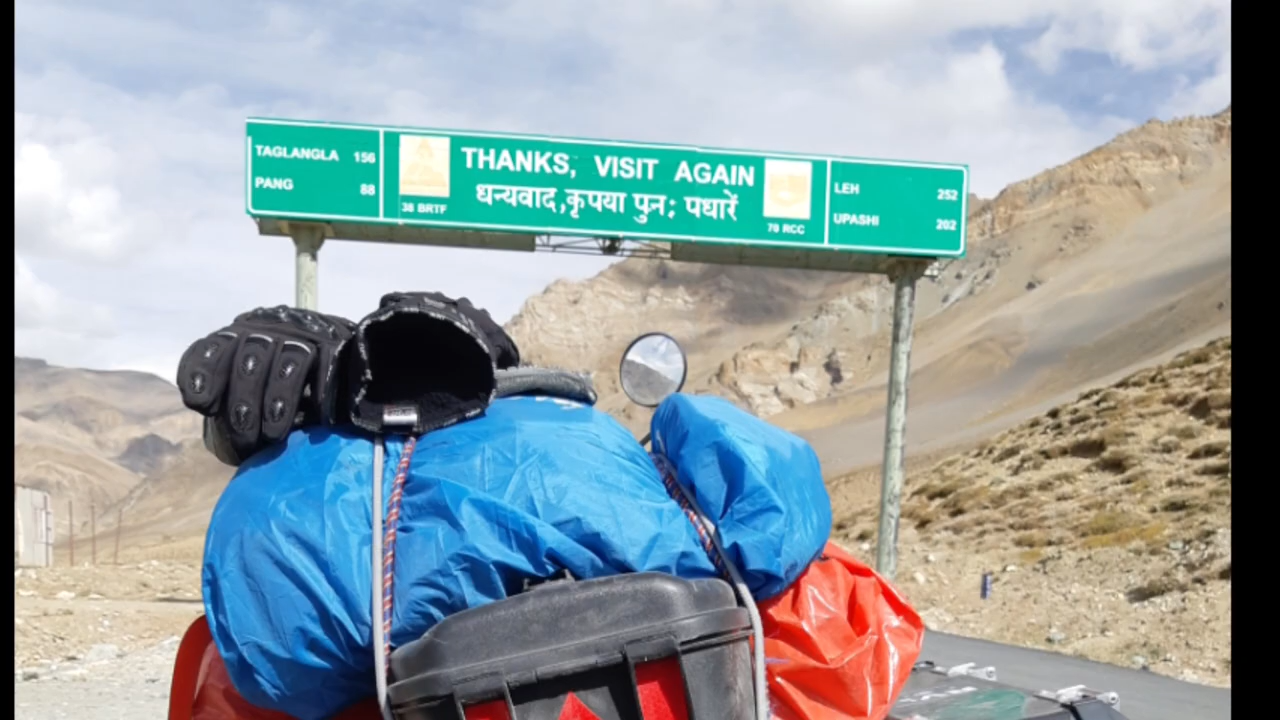 TAGLANGLA 156
PANG 88
38 BRTF
THANKS, VISIT AGAIN
धन्यवाद,कृपया पुन: पधारें
70 RCC
LEH 252
UPASHI 202